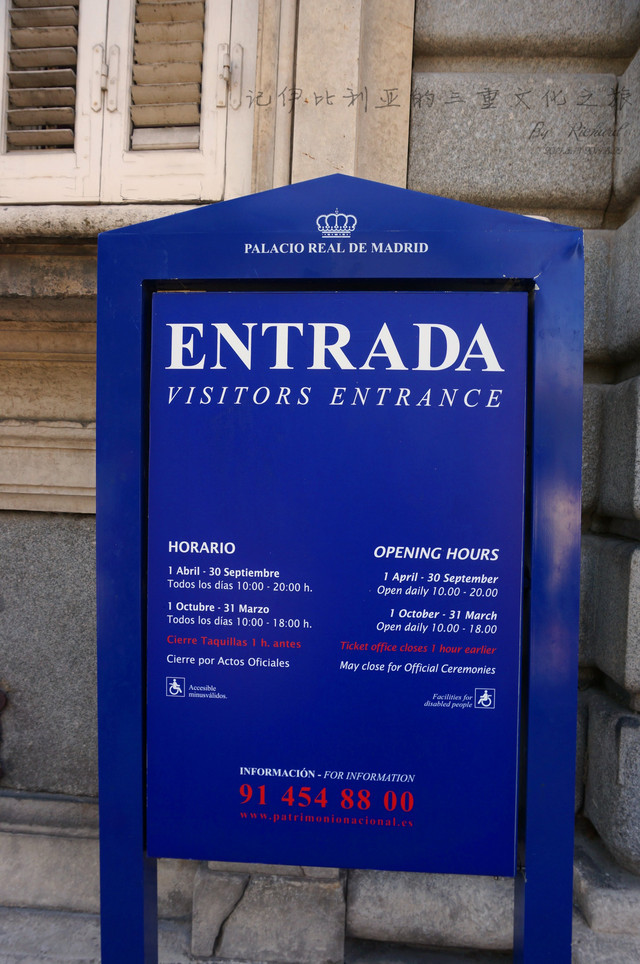 记伊比利亚的三重文化之旅
By Richard
PALACIO REAL DE MADRID
ENTRADA
VISITORS ENTRANCE
HORARIO
1 Abril - 30 Septiembre
Todos los días 10:00 - 20:00 h.
1 Octubre - 31 Marzo
Todos los días 10:00 - 18:00 h.
Cierre Taquillas 1 h. antes
Cierre por Actos Oficiales
Accesible
minusválidos.
OPENING HOURS
1 April - 30 September
Open daily 10.00 - 20.00
1 October - 31 March
Open daily 10.00 - 18.00
Ticket office closes 1 hour earlier
May close for Official Ceremonies
Facilities for
disabled people
INFORMACIÓN - FOR INFORMATION
91 454 88 00
www.patrimonionacional.es